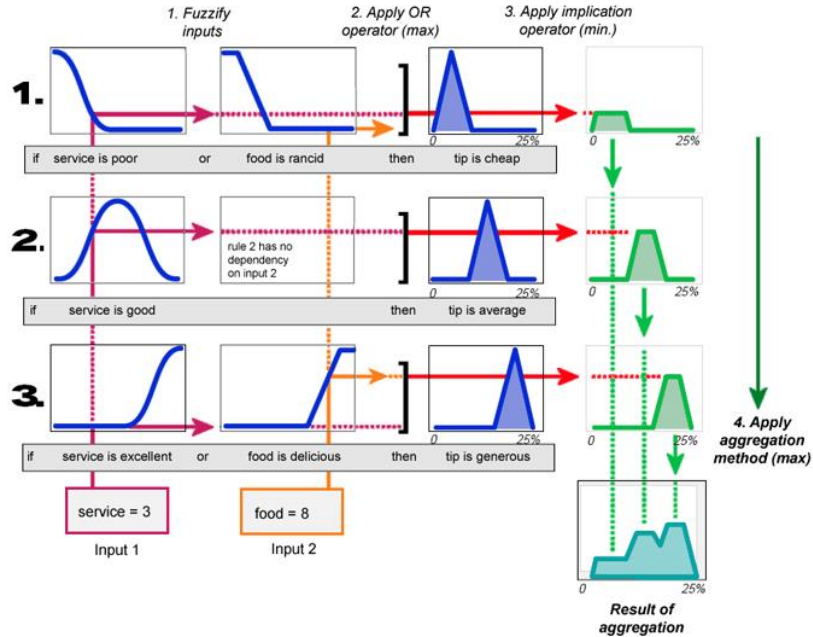 1. Fuzzify
inputs
2. Apply OR
operator (max)
3. Apply implication
operator (min.)
1.
0 25%
0 25%
if service is poor or food is rancid then tip is cheap
2.
rule 2 has no
dependency
on input 2
0 25%
0 25%
if service is good then tip is average
3.
0 25%
0 25%
4. Apply
aggregation
method (max)
if service is excellent or food is delicious then tip is generous
service = 3
food = 8
Input 1
Input 2
0 25%
Result of
aggregation